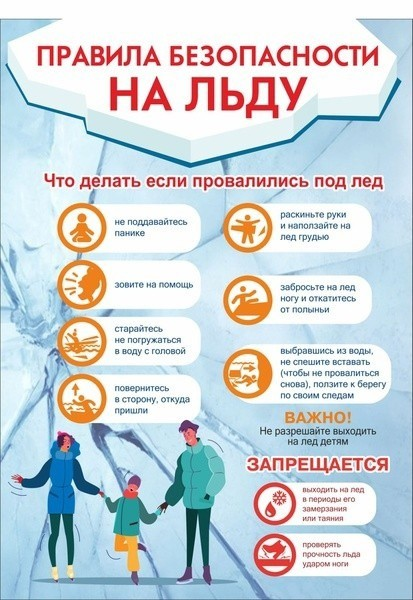 ПРАВИЛА БЕЗОПАСНОСТИ
НА ЛЬДУ
Что делать если провалились под лед
не поддавайтесь
панике
зовите на помощь
старайтесь
не погружаться
в воду с головой
повернитесь
в сторону, откуда
пришли
раскиньте руки
и наползайте на
лед грудью
забросьте на лед
ногу и откатитесь
от полыньи
выбравшись из воды,
не спешите вставать
(чтобы не провалиться
снова), ползите к берегу
по своим следам
ВАЖНО!
Не разрешайте выходить
на лед детям
ЗАПРЕЩАЕТСЯ
выходить на лед
в периоды его
замерзания
или таяния
проверять
прочность льда
ударом ноги